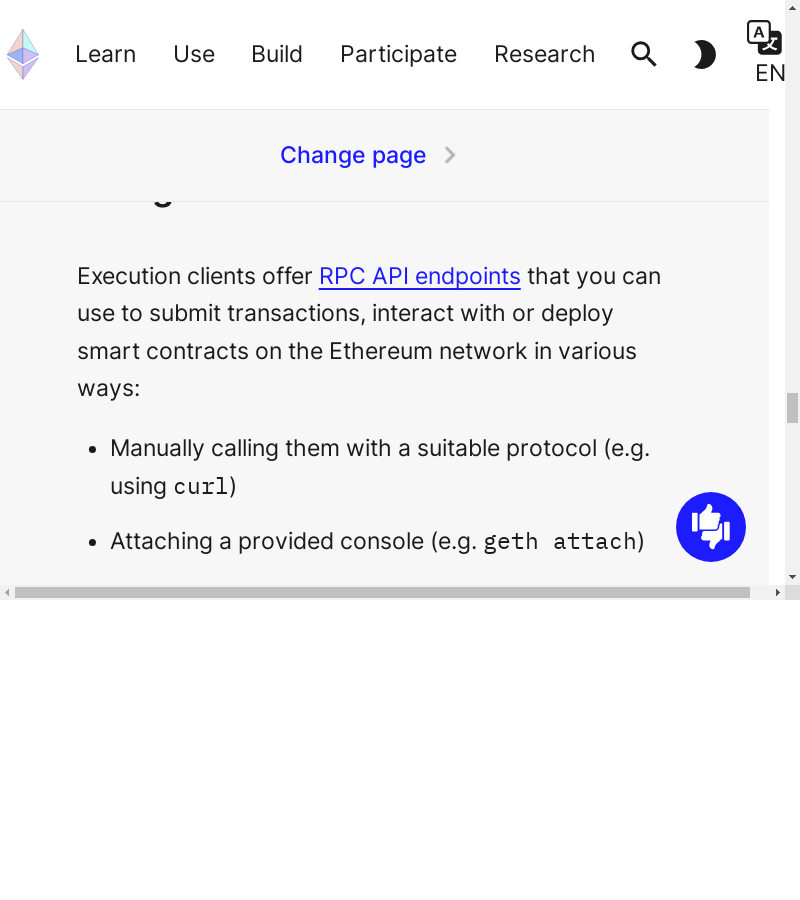 Learn Use Build Participate Research
EN
Change page
Execution clients offer RPC API endpoints that you can
use to submit transactions, interact with or deploy
smart contracts on the Ethereum network in various
ways:
• Manually calling them with a suitable protocol (e.g.
using curl)
• Attaching a provided console (e.g. geth attach)